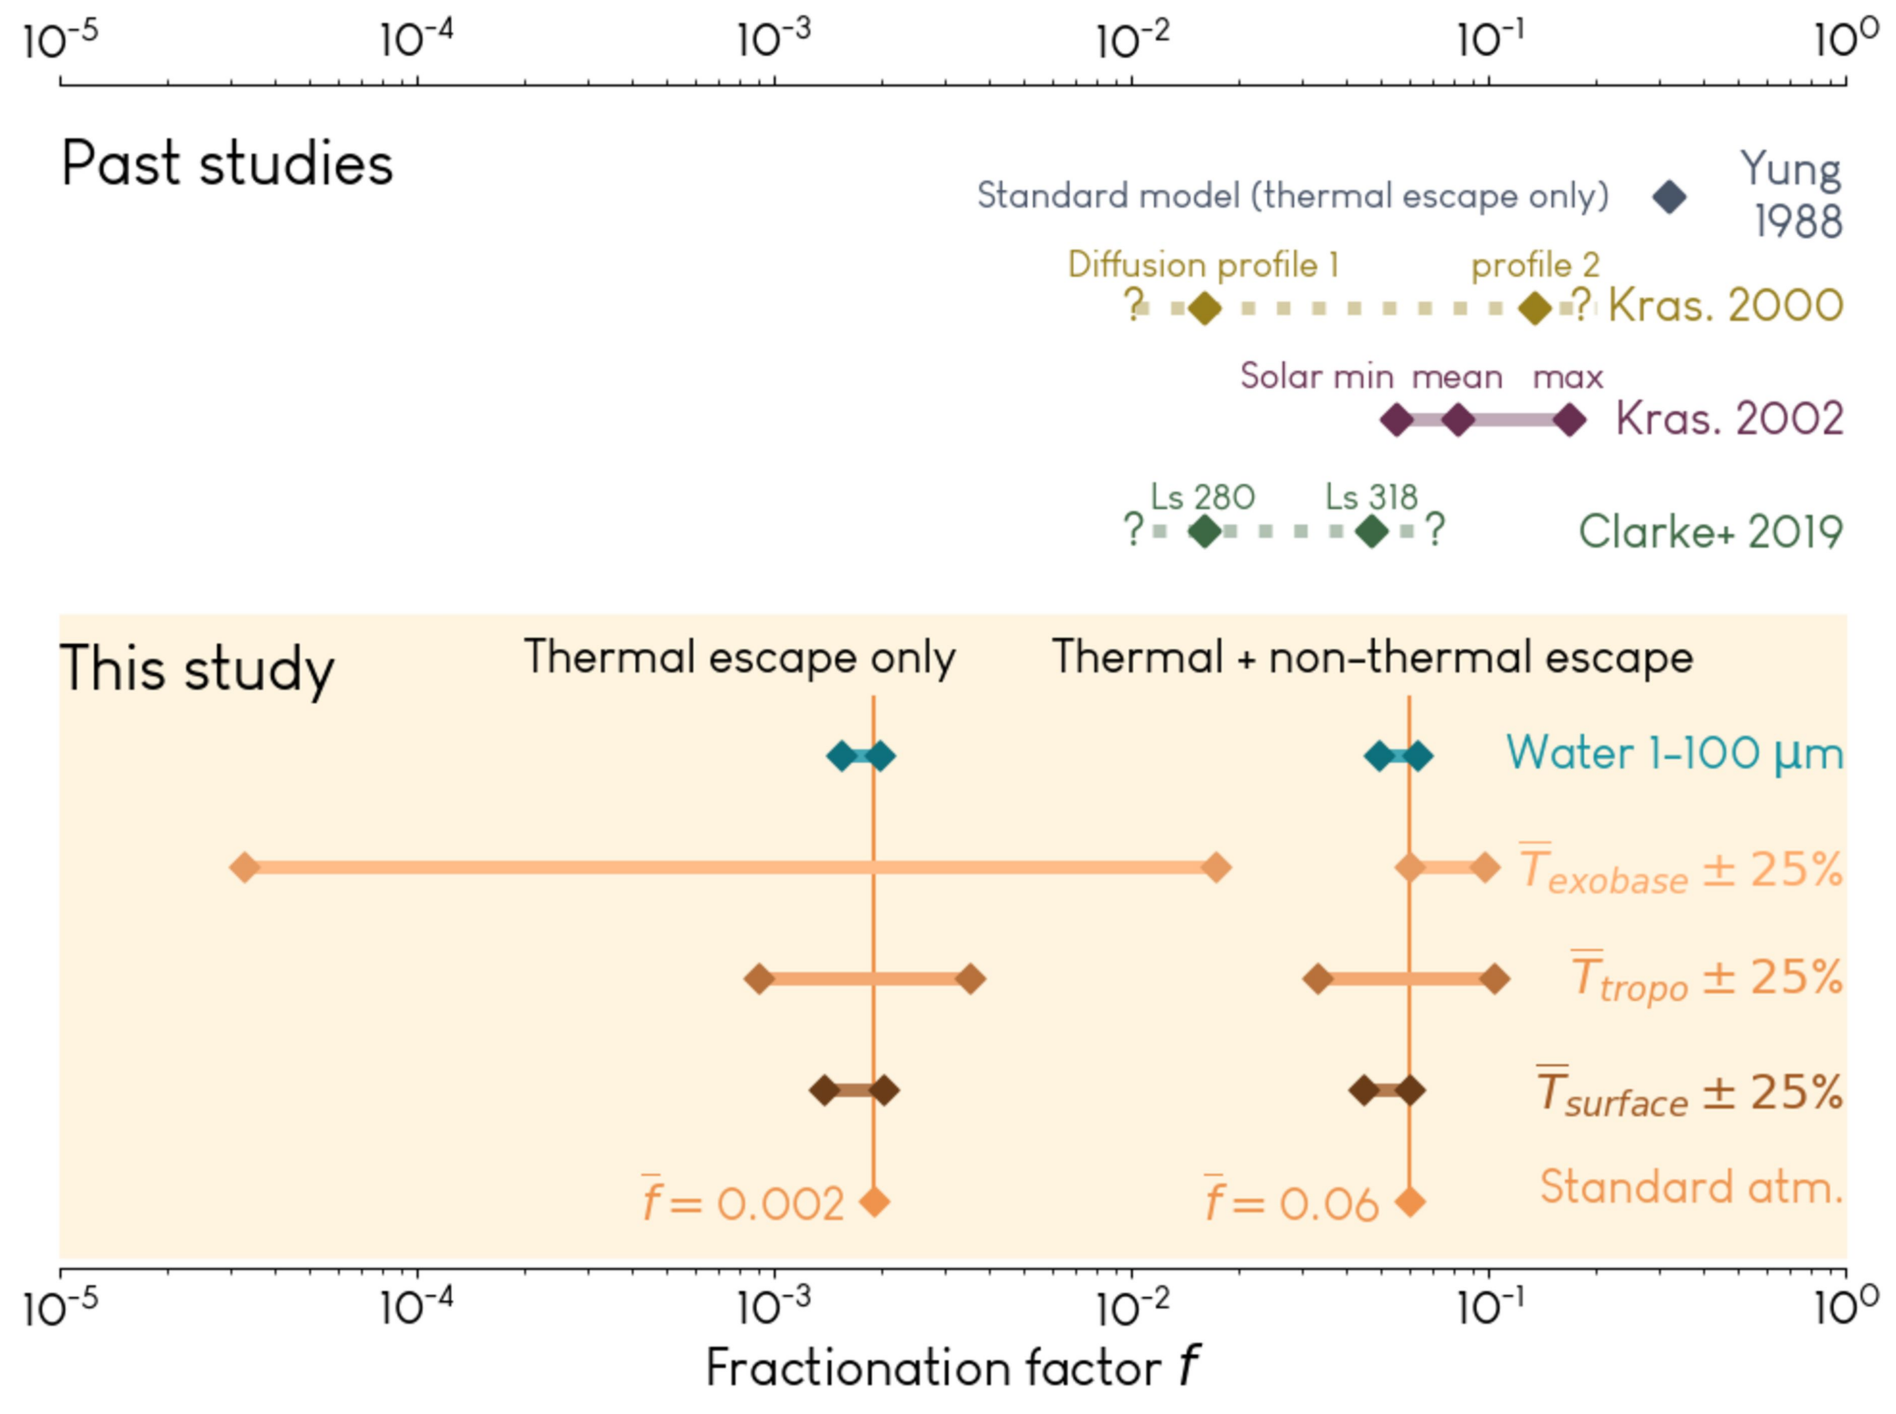 10⁻⁵ 10⁻⁴ 10⁻³ 10⁻² 10⁻¹ 10⁰
Past studies
Standard model (thermal escape only)
Yung
1988
Diffusion profile 1 profile 2
? ? Kras. 2000
Solar min mean max
Kras. 2002
Ls 280 Ls 318
? ? Clarke+ 2019
This study
Thermal escape only Thermal + non-thermal escape
Water 1-100 µm
T̅exobase ± 25%
T̅tropo ± 25%
T̅surface ± 25%
Standard atm.
f̅ = 0.002 f̅ = 0.06
10⁻⁵ 10⁻⁴ 10⁻³ 10⁻² 10⁻¹ 10⁰
Fractionation factor f